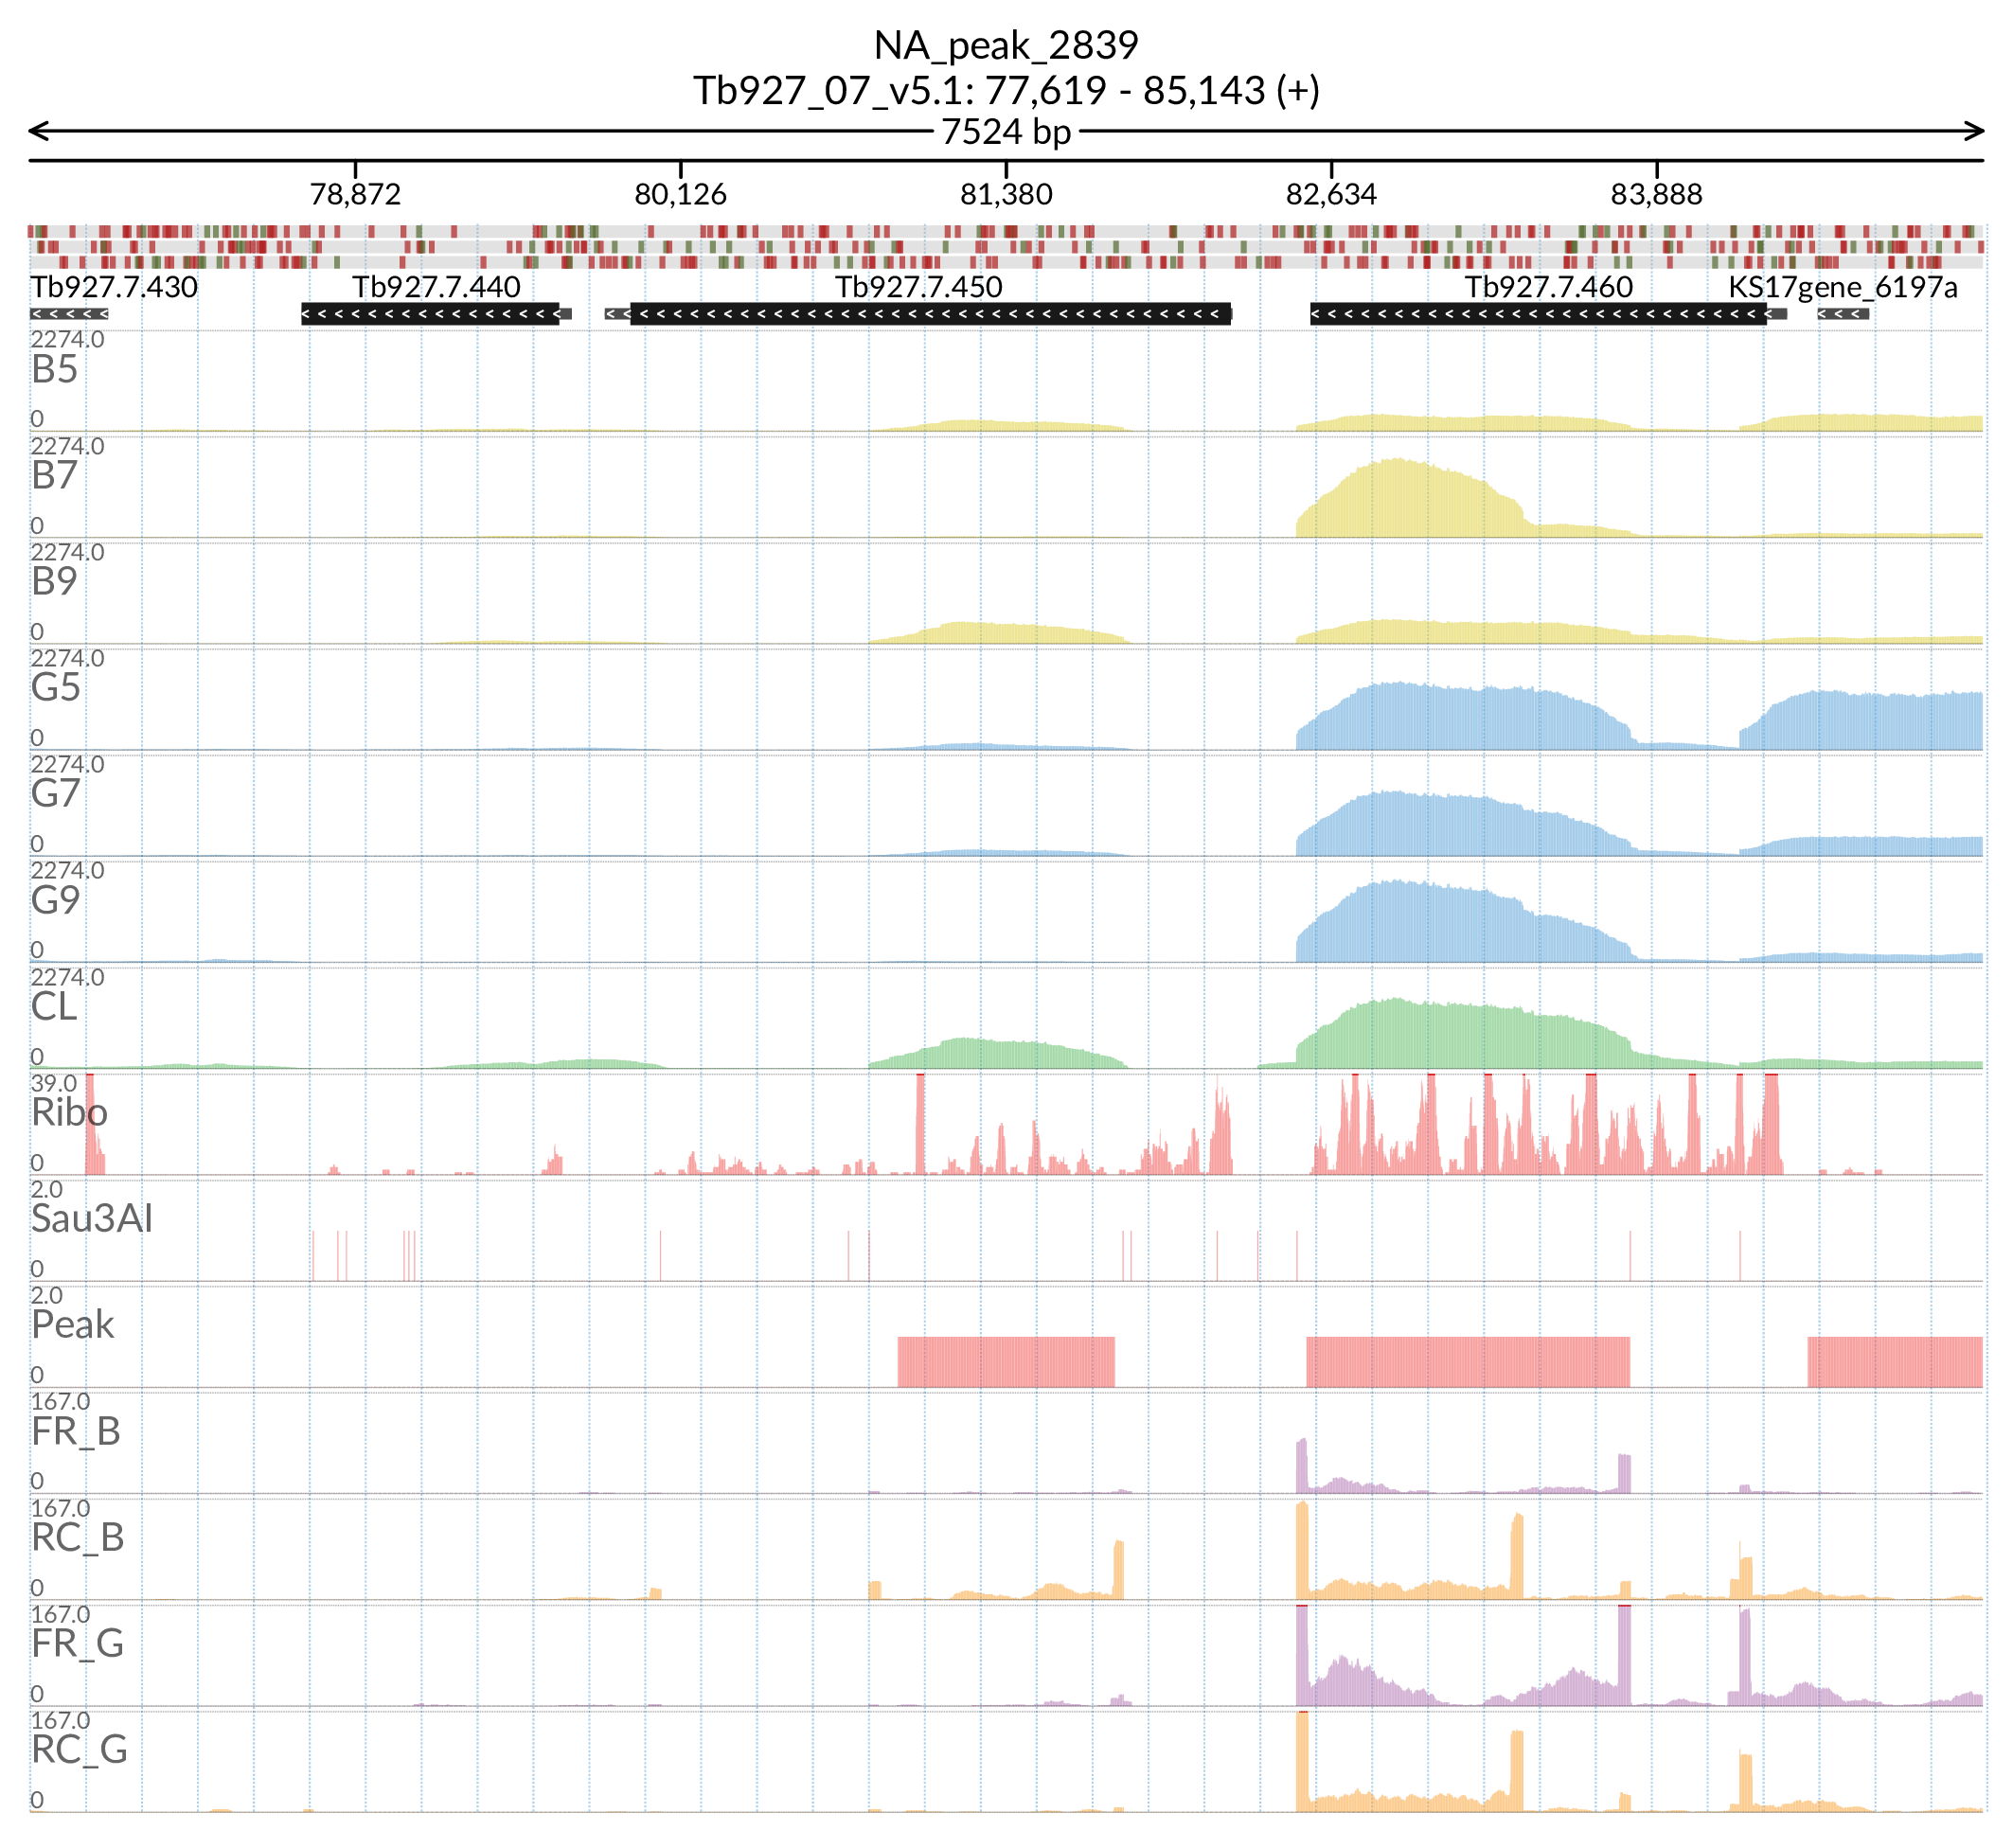 NA_peak_2839
Tb927_07_v5.1: 77,619 - 85,143 (+)
7524 bp
78,872 80,126 81,380 82,634 83,888
Tb927.7.430 Tb927.7.440 Tb927.7.450 Tb927.7.460 KS17gene_6197a
2274.0
B5
0
2274.0
B7
0
2274.0
B9
0
2274.0
G5
0
2274.0
G7
0
2274.0
G9
0
2274.0
CL
0
39.0
Ribo
0
2.0
Sau3AI
0
2.0
Peak
0
167.0
FR_B
0
167.0
RC_B
0
167.0
FR_G
0
167.0
RC_G
0